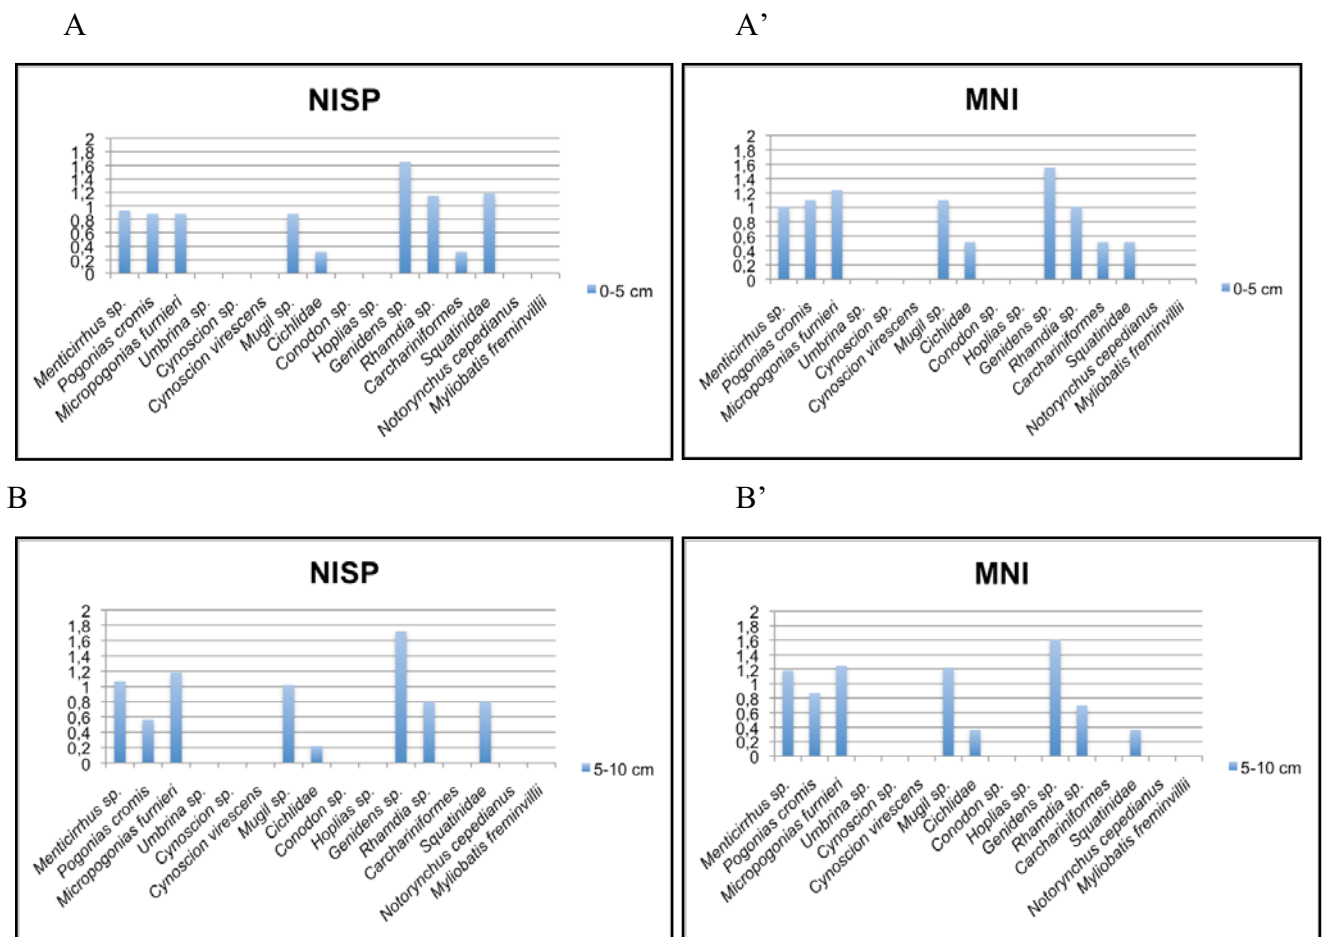 A
A’
NISP
2
1,8
1,6
1,4
1,2
1
0,8
0,6
0,4
0,2
0
Menticirrhus sp.
Pogonias cromis
Micropogonias furnieri
Umbrina sp.
Cynoscion sp.
Cynoscion virescens
Mugil sp.
Cichlidae
Conodon sp.
Hoplias sp.
Genidens sp.
Rhamdia sp.
Carchariniformes
Squatinidae
Notorynchus cepedianus
Myliobatis freminvillii
0-5 cm
MNI
2
1,8
1,6
1,4
1,2
1
0,8
0,6
0,4
0,2
0
Menticirrhus sp.
Pogonias cromis
Micropogonias furnieri
Umbrina sp.
Cynoscion sp.
Cynoscion virescens
Mugil sp.
Cichlidae
Conodon sp.
Hoplias sp.
Genidens sp.
Rhamdia sp.
Carchariniformes
Squatinidae
Notorynchus cepedianus
Myliobatis freminvillii
0-5 cm
B
B’
NISP
2
1,8
1,6
1,4
1,2
1
0,8
0,6
0,4
0,2
0
Menticirrhus sp.
Pogonias cromis
Micropogonias furnieri
Umbrina sp.
Cynoscion sp.
Cynoscion virescens
Mugil sp.
Cichlidae
Conodon sp.
Hoplias sp.
Genidens sp.
Rhamdia sp.
Carchariniformes
Squatinidae
Notorynchus cepedianus
Myliobatis freminvillii
5-10 cm
MNI
2
1,8
1,6
1,4
1,2
1
0,8
0,6
0,4
0,2
0
Menticirrhus sp.
Pogonias cromis
Micropogonias furnieri
Umbrina sp.
Cynoscion sp.
Cynoscion virescens
Mugil sp.
Cichlidae
Conodon sp.
Hoplias sp.
Genidens sp.
Rhamdia sp.
Carchariniformes
Squatinidae
Notorynchus cepedianus
Myliobatis freminvillii
5-10 cm